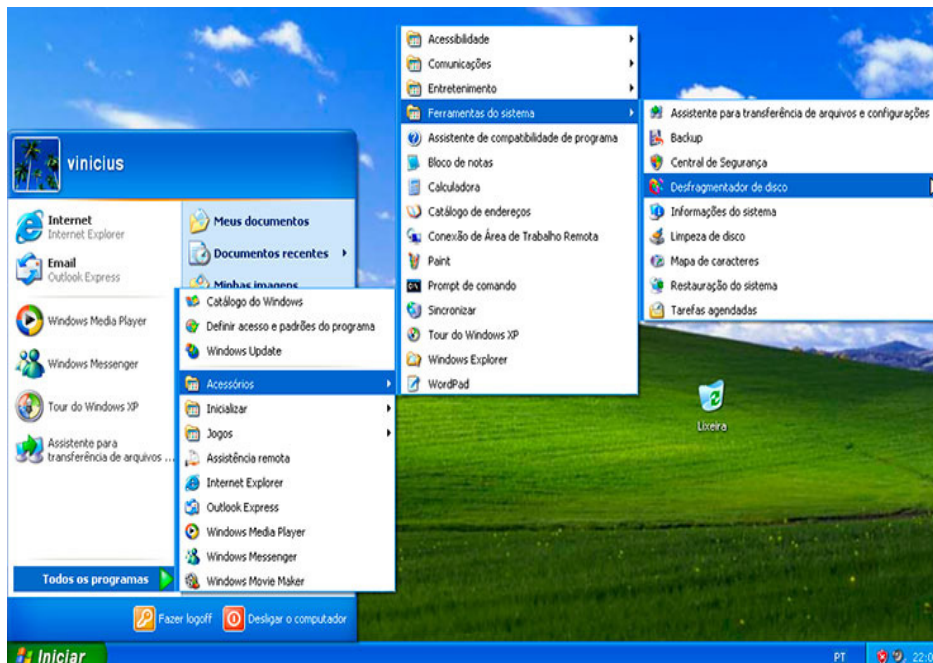 vinicius
Internet
Internet Explorer
Email
Outlook Express
Windows Media Player
Windows Messenger
Tour do Windows XP
Assistente para
transferência de arquivos ...
Todos os programas
Meus documentos
Documentos recentes
Minhas imagens
Catálogo do Windows
Definir acesso e padrões do programa
Windows Update
Acessórios
Inicializar
Jogos
Assistência remota
Internet Explorer
Outlook Express
Windows Media Player
Windows Messenger
Windows Movie Maker
Acessibilidade
Comunicações
Entretenimento
Ferramentas do sistema
Assistente de compatibilidade de programa
Bloco de notas
Calculadora
Catálogo de endereços
Conexão de Área de Trabalho Remota
Paint
Prompt de comando
Sincronizar
Tour do Windows XP
Windows Explorer
WordPad
Assistente para transferência de arquivos e configurações
Backup
Central de Segurança
Desfragmentador de disco
Informações do sistema
Limpeza de disco
Mapa de caracteres
Restauração do sistema
Tarefas agendadas
Lixeira
Fazer logoff
Desligar o computador
Iniciar
PT